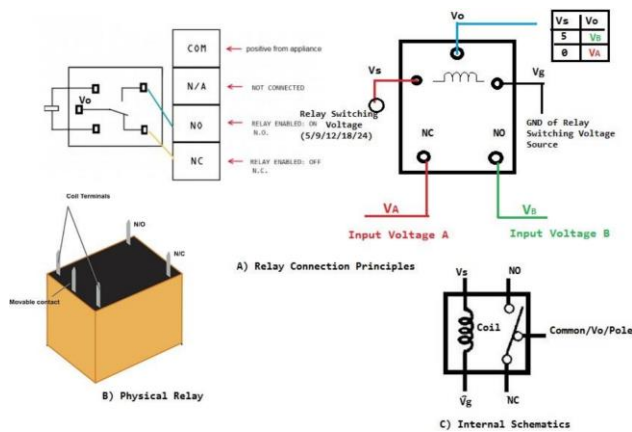 COM
positive from appliance
N/A
NOT CONNECTED
Vo
NO
RELAY ENABLED: ON
N.O.
NC
RELAY ENABLED: OFF
N.C.
Vo
Vs Vo
5 VB
0 VA
Vs
Vg
Relay Switching
Voltage
(5/9/12/18/24)
GND of Relay
Switching Voltage
Source
NC NO
VA
Input Voltage A
VB
Input Voltage B
A) Relay Connection Principles
Coil Terminals
N/O
N/C
Movable contact
B) Physical Relay
Vs NO
Coil
Common/Vo/Pole
Vg NC
C) Internal Schematics